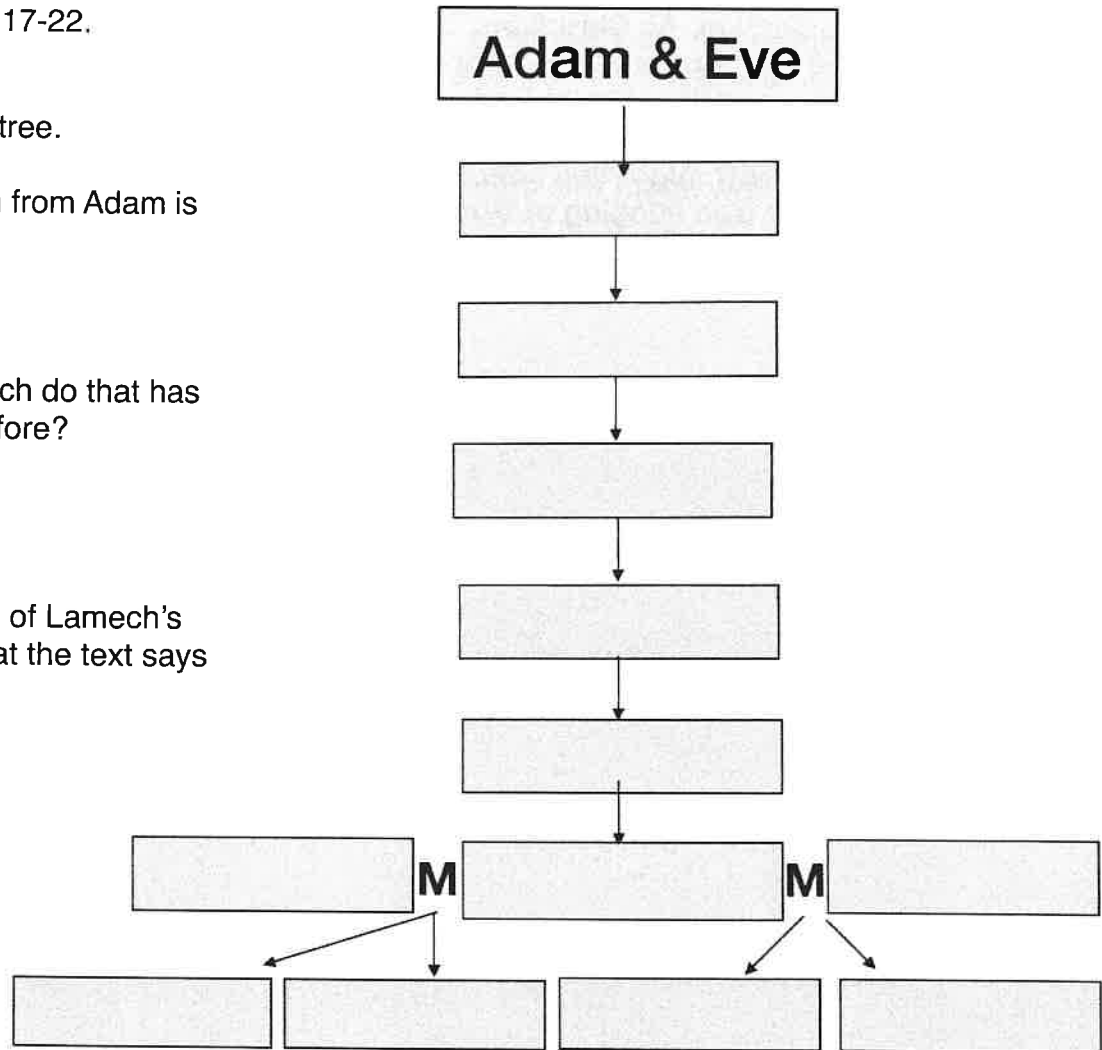 17-22.
tree.
from Adam is
ch do that has
fore?
of Lamech's
at the text says
Adam & Eve
M
M